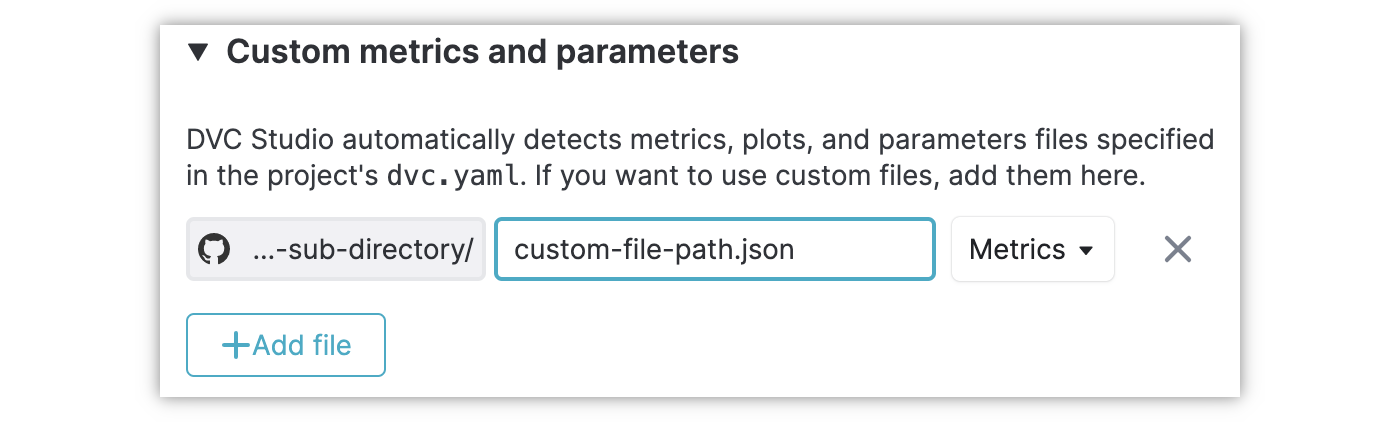 Custom metrics and parameters
DVC Studio automatically detects metrics, plots, and parameters files specified
in the project's dvc.yaml. If you want to use custom files, add them here.
...-sub-directory/ custom-file-path.json Metrics
+Add file